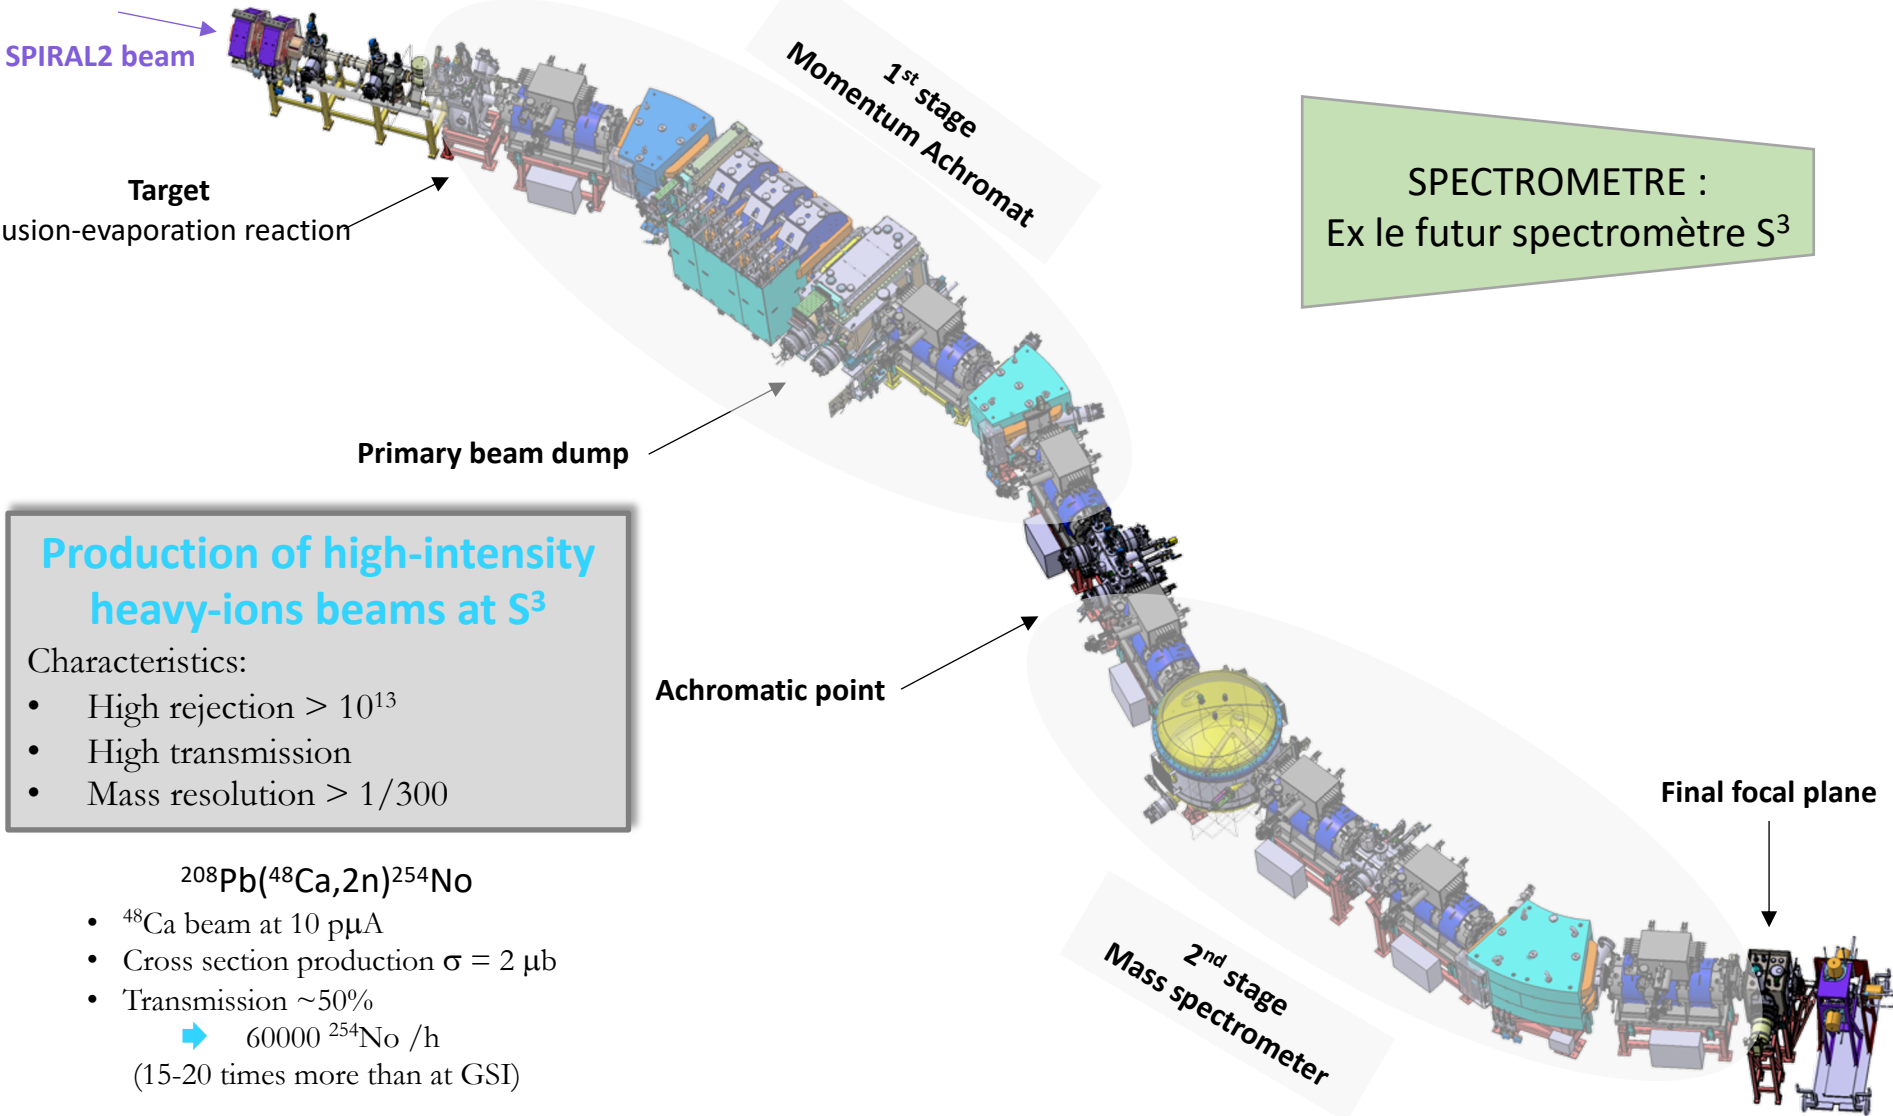 SPIRAL2 beam
1st stage
Momentum Achromat
SPECTROMETRE :
Ex le futur spectromètre S³
Target
usion-evaporation reaction
Primary beam dump
Production of high-intensity
heavy-ions beams at S³
Characteristics:
• High rejection > 10¹³
• High transmission
• Mass resolution > 1/300
Achromatic point
Final focal plane
²⁰⁸Pb(⁴⁸Ca,2n)²⁵⁴No
• ⁴⁸Ca beam at 10 pμA
• Cross section production σ = 2 μb
• Transmission ~50%
60000 ²⁵⁴No /h
(15-20 times more than at GSI)
2nd stage
Mass spectrometer